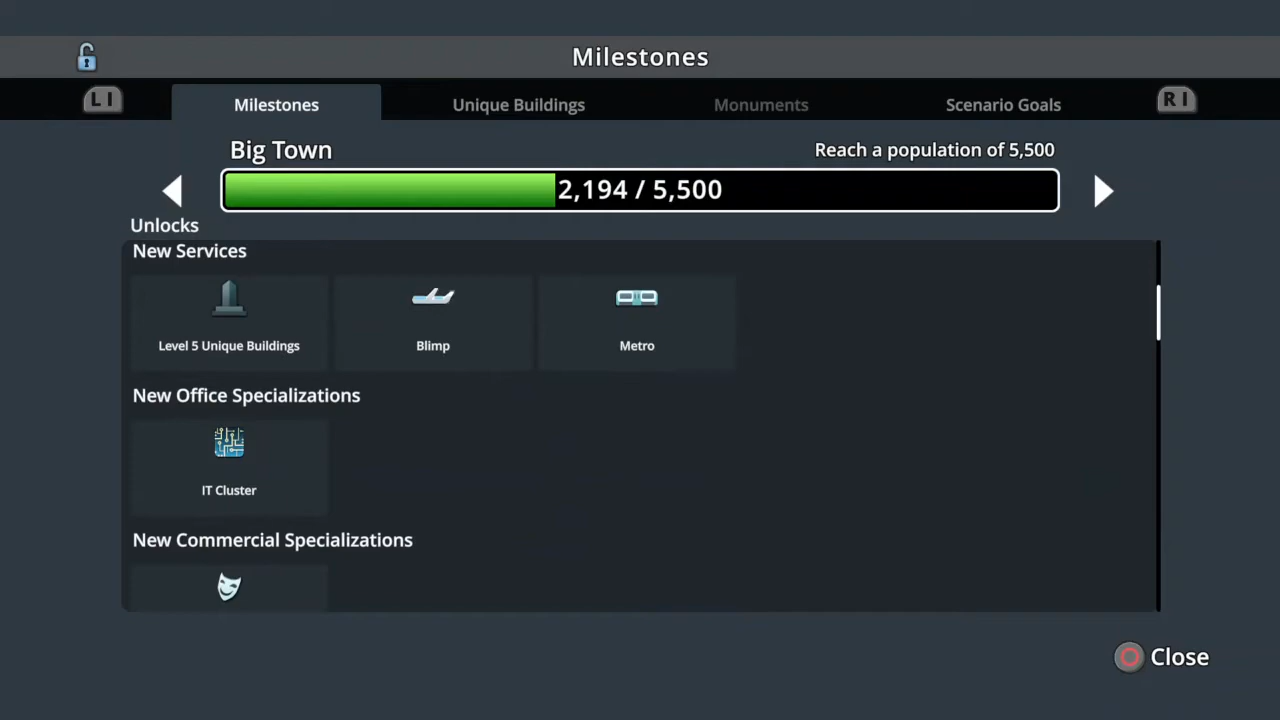 Milestones
L1
Milestones
Unique Buildings
Monuments
Scenario Goals
R1
Big Town
Reach a population of 5,500
2,194 / 5,500
Unlocks
New Services
Level 5 Unique Buildings
Blimp
Metro
New Office Specializations
IT Cluster
New Commercial Specializations
Close